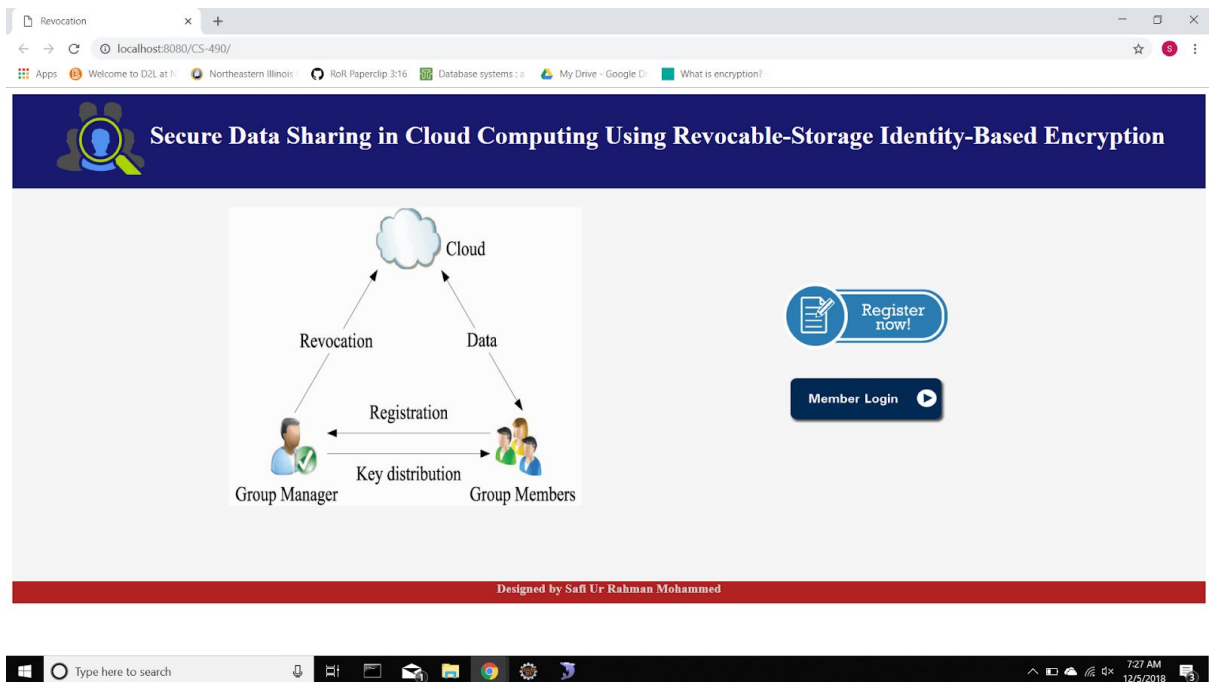 Revocation
localhost:8080/CS-490/
S
Apps
Welcome to D2L at N
Northeastern Illinois
RoR Paperclip 3:16
Database systems : a
My Drive - Google D
What is encryption?
Secure Data Sharing in Cloud Computing Using Revocable-Storage Identity-Based Encryption
Cloud
Revocation
Data
Registration
Key distribution
Group Manager
Group Members
Register
now!
Member Login
Designed by Safi Ur Rahman Mohammed
Type here to search
7:27 AM
12/5/2018
3